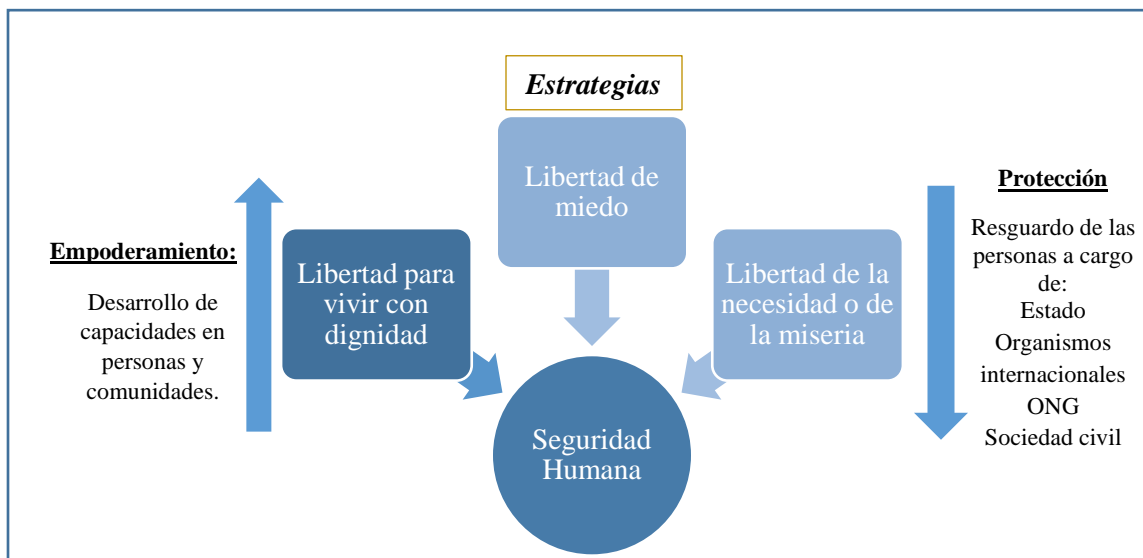 Estrategias
Libertad de
miedo
Empoderamiento:
Desarrollo de
capacidades en
personas y
comunidades.
Libertad para
vivir con
dignidad
Libertad de la
necesidad o de
la miseria
Protección
Resguardo de las
personas a cargo
de:
Estado
Organismos
internacionales
ONG
Sociedad civil
Seguridad
Humana